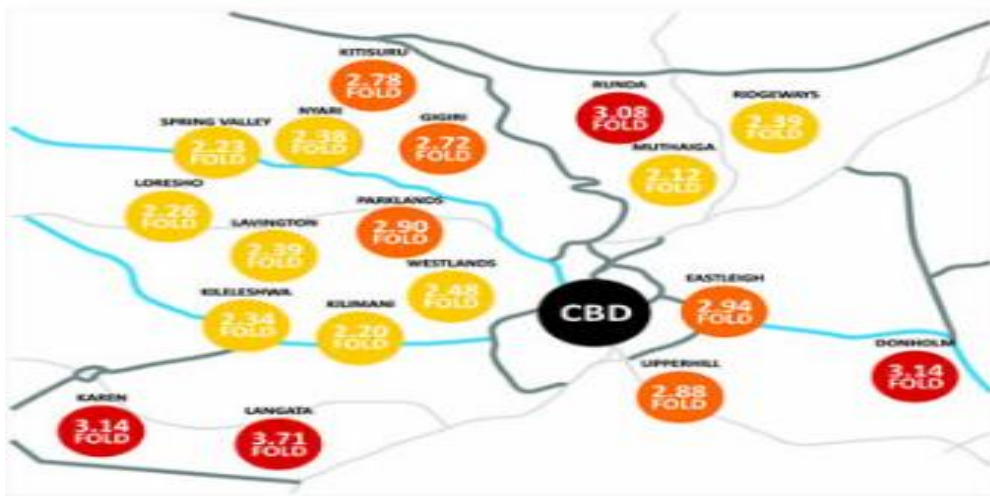 KITISURU
2.78
FOLD
RUNDA
3.08
FOLD
RIDGEWAYS
2.39
FOLD
NYARI
2.38
FOLD
SPRING VALLEY
2.23
FOLD
GIGIRI
2.72
FOLD
MUTHAIGA
2.12
FOLD
LORESHO
2.26
FOLD
PARKLANDS
2.90
FOLD
LAVINGTON
2.39
FOLD
WESTLANDS
2.48
FOLD
EASTLEIGH
2.94
FOLD
KILELESHWA
2.34
FOLD
KILIMANI
2.20
FOLD
CBD
DONHOLM
3.14
FOLD
UPPERHILL
2.88
FOLD
KAREN
3.14
FOLD
LANGATA
3.71
FOLD